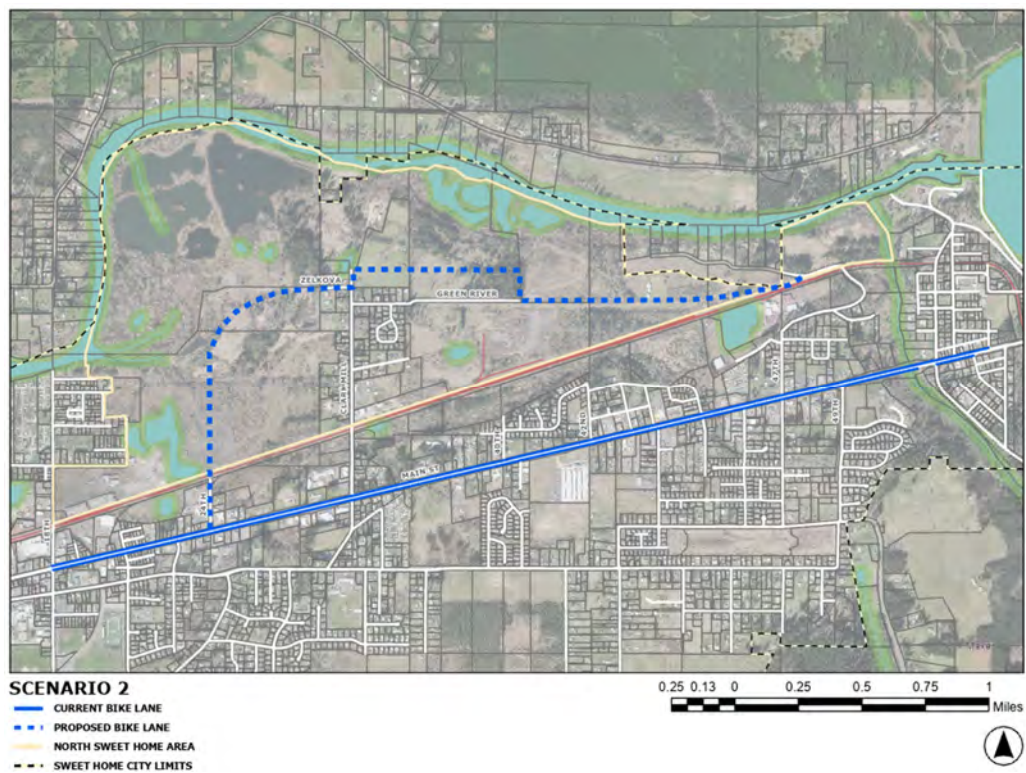 ZELKOVA
GREEN RIVER
CLARK MILL
47TH
49TH
42ND
40TH
MAIN ST
24TH
18TH
SCENARIO 2
CURRENT BIKE LANE
PROPOSED BIKE LANE
NORTH SWEET HOME AREA
SWEET HOME CITY LIMITS
0.25 0.13 0 0.25 0.5 0.75 1
Miles